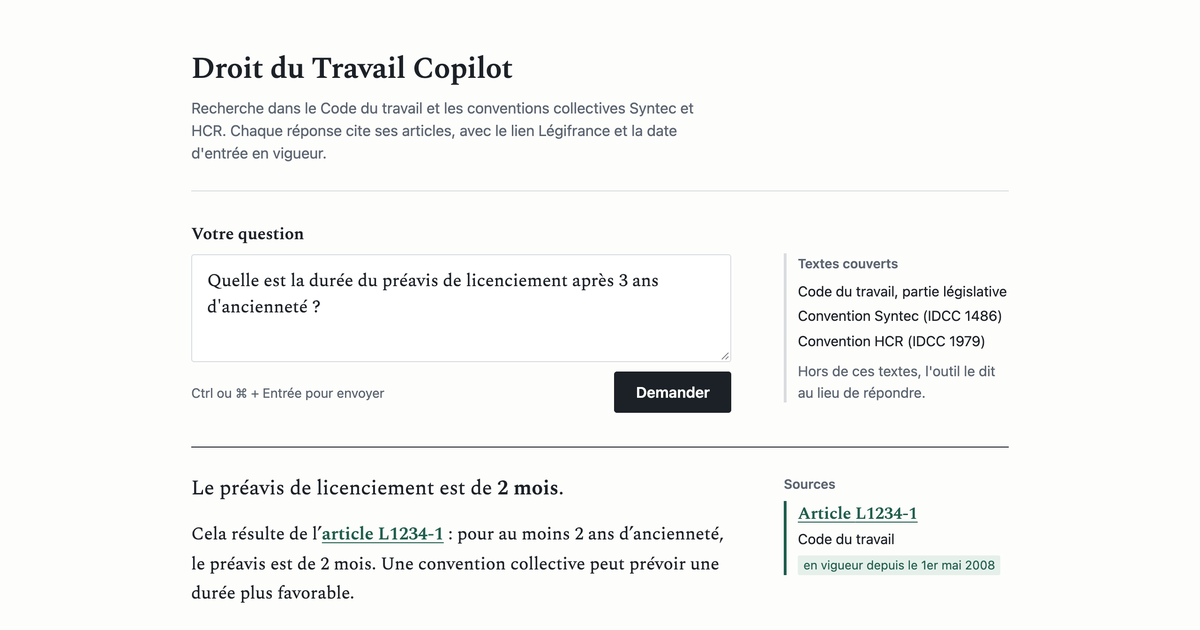 Droit du Travail Copilot
Recherche dans le Code du travail et les conventions collectives Syntec et
HCR. Chaque réponse cite ses articles, avec le lien Légifrance et la date
d'entrée en vigueur.
Votre question
Quelle est la durée du préavis de licenciement après 3 ans
d'ancienneté ?
Ctrl ou ⌘ + Entrée pour envoyer
Demander
Textes couverts
Code du travail, partie législative
Convention Syntec (IDCC 1486)
Convention HCR (IDCC 1979)
Hors de ces textes, l'outil le dit
au lieu de répondre.
Le préavis de licenciement est de 2 mois.
Cela résulte de l’article L1234-1 : pour au moins 2 ans d’ancienneté,
le préavis est de 2 mois. Une convention collective peut prévoir une
durée plus favorable.
Sources
Article L1234-1
Code du travail
en vigueur depuis le 1er mai 2008